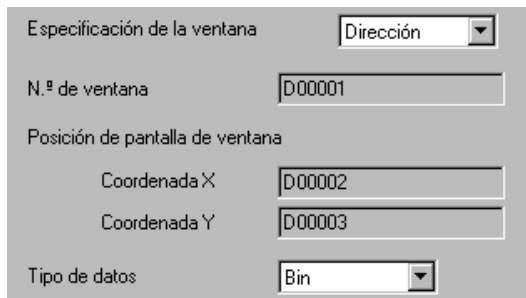 Especificación de la ventana Dirección
N.º de ventana D00001
Posición de pantalla de ventana
Coordenada X D00002
Coordenada Y D00003
Tipo de datos Bin